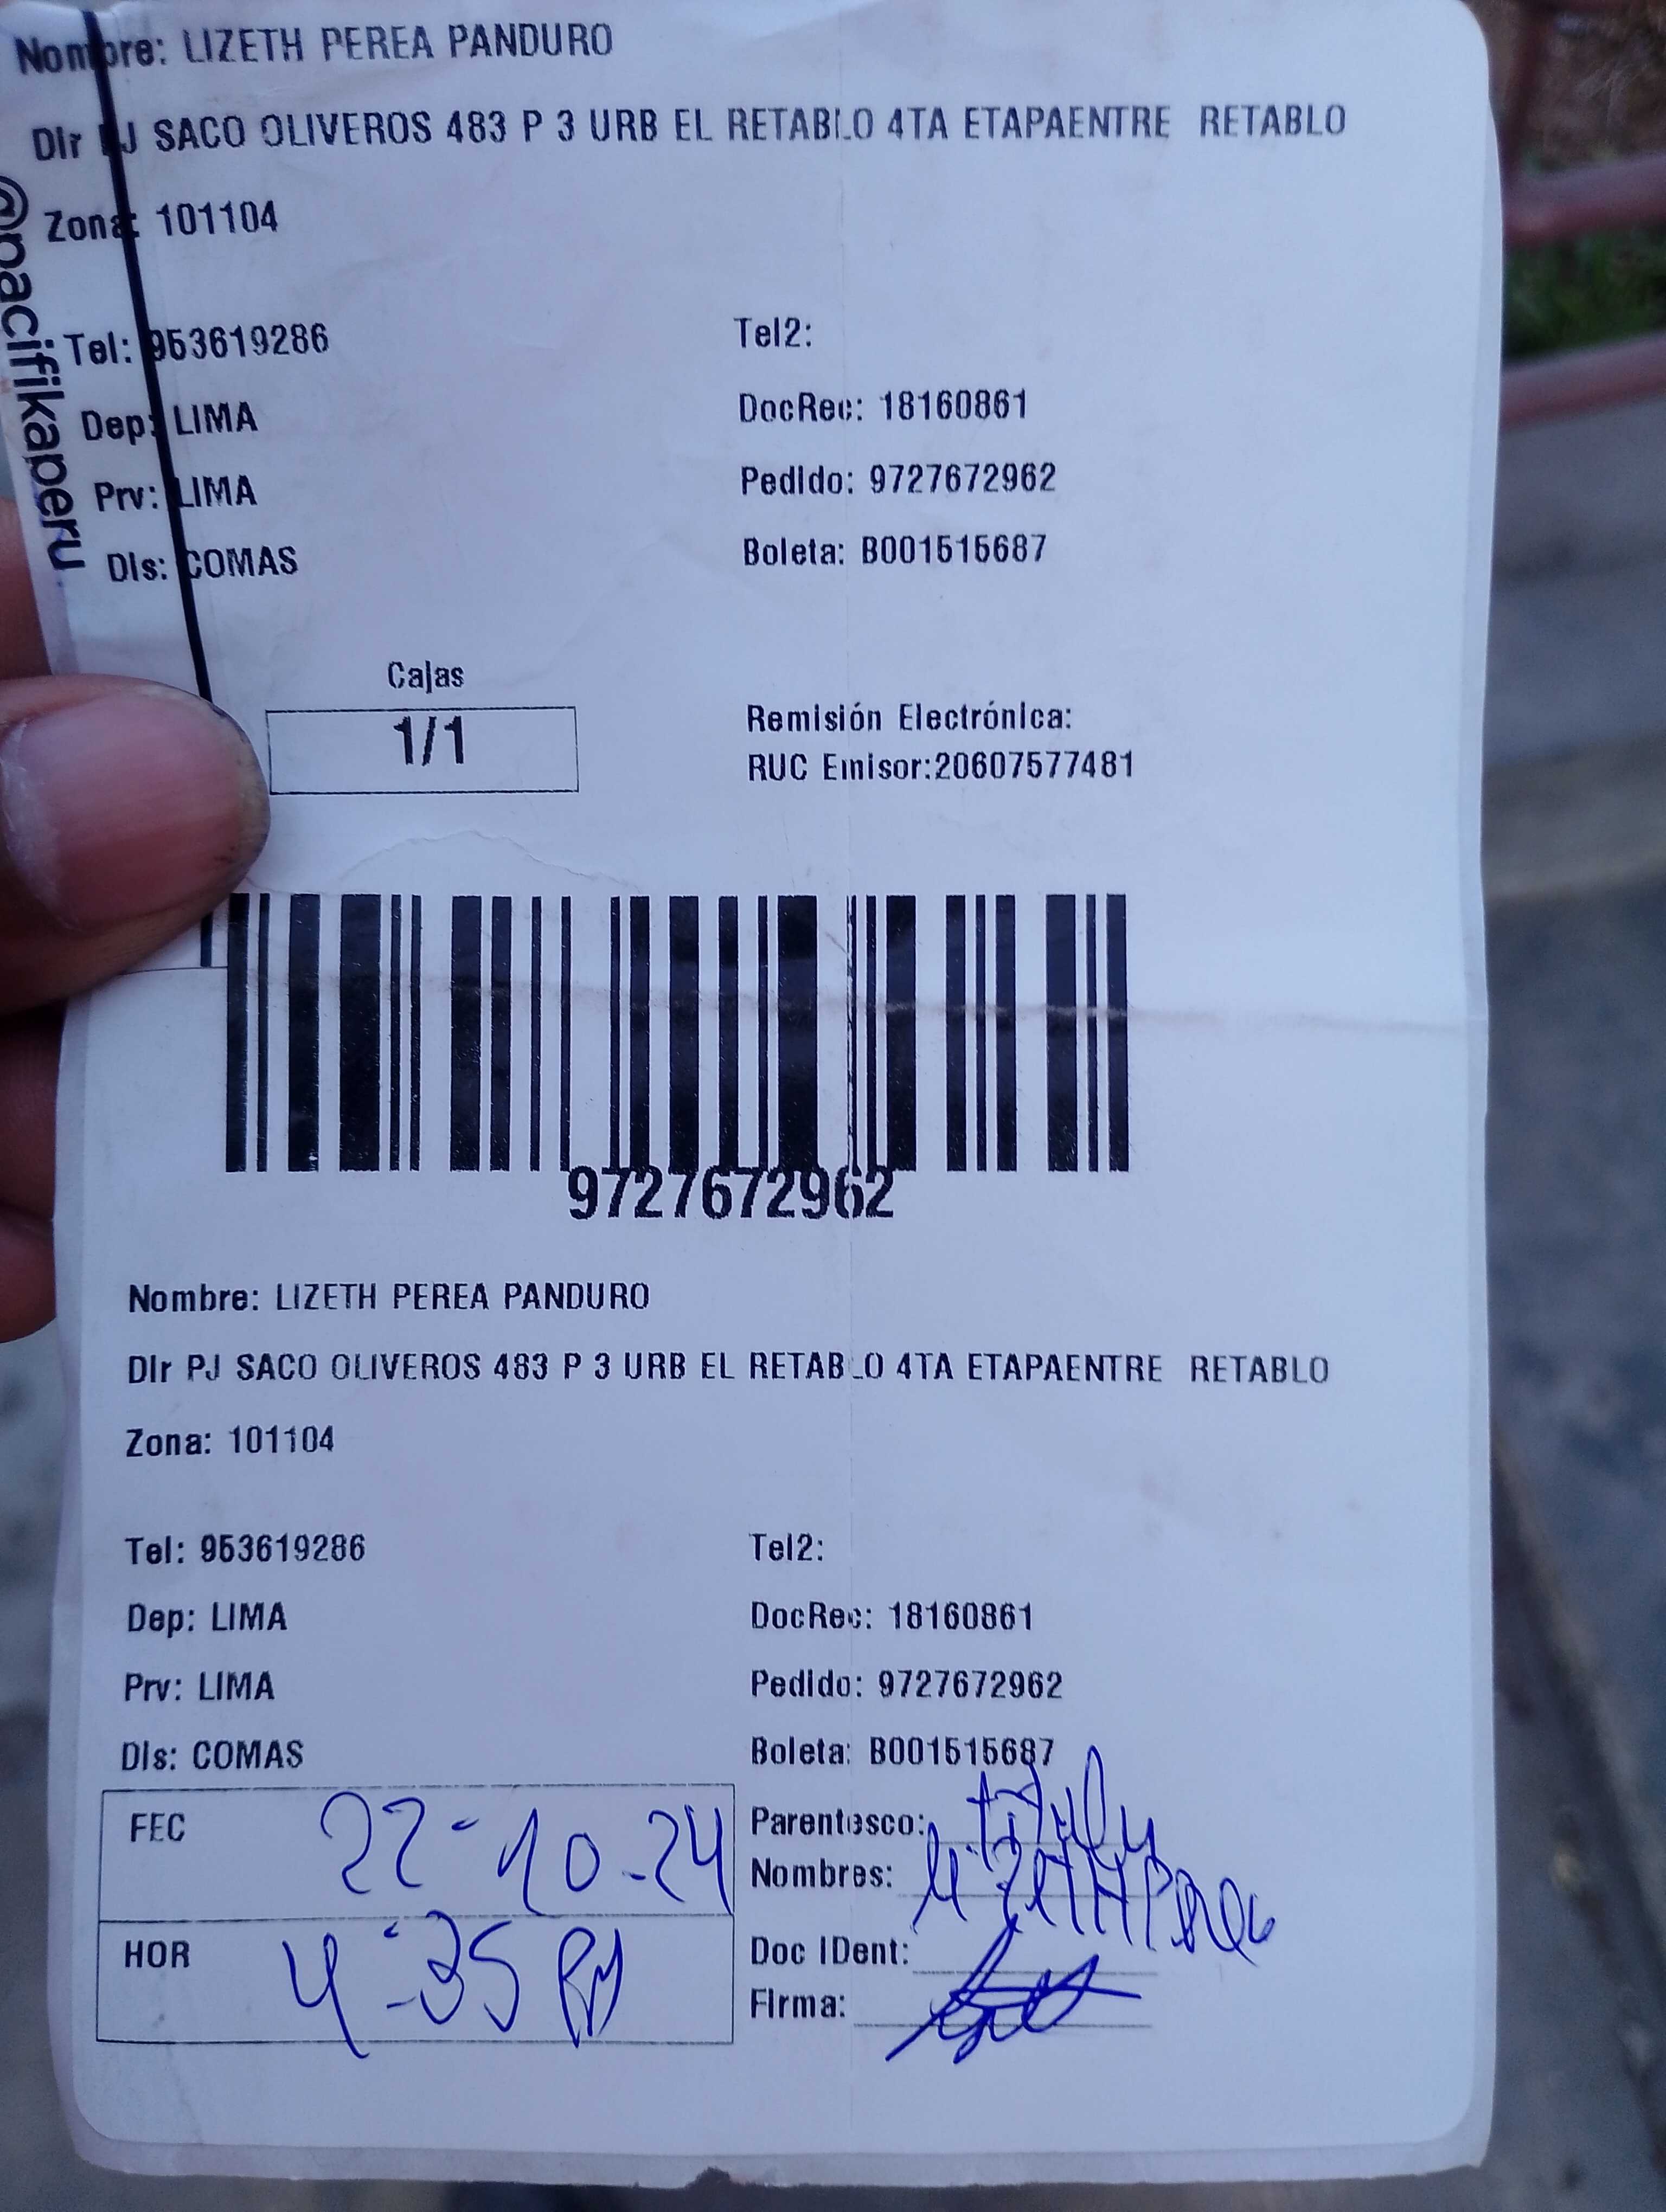 Nombre: LIZETH PEREA PANDURO
Dir PJ SACO OLIVEROS 483 P 3 URB EL RETABLO 4TA ETAPAENTRE RETABLO
Zona: 101104
@pacifikaperu
Tel: 953619286 Tel2:
Dep: LIMA DocRec: 18160861
Prv: LIMA Pedido: 9727672962
Dis: COMAS Boleta: B001515687
Cajas
1/1
Remisión Electrónica:
RUC Emisor:20607577481
9727672962
Nombre: LIZETH PEREA PANDURO
Dir PJ SACO OLIVEROS 483 P 3 URB EL RETABLO 4TA ETAPAENTRE RETABLO
Zona: 101104
Tel: 953619286 Tel2:
Dep: LIMA DocRec: 18160861
Prv: LIMA Pedido: 9727672962
Dis: COMAS Boleta: B001515687
FEC 22-10-24
HOR 4:35 PM
Parentesco:
Nombres: LIZETH Perea
Doc IDent:
Firma: